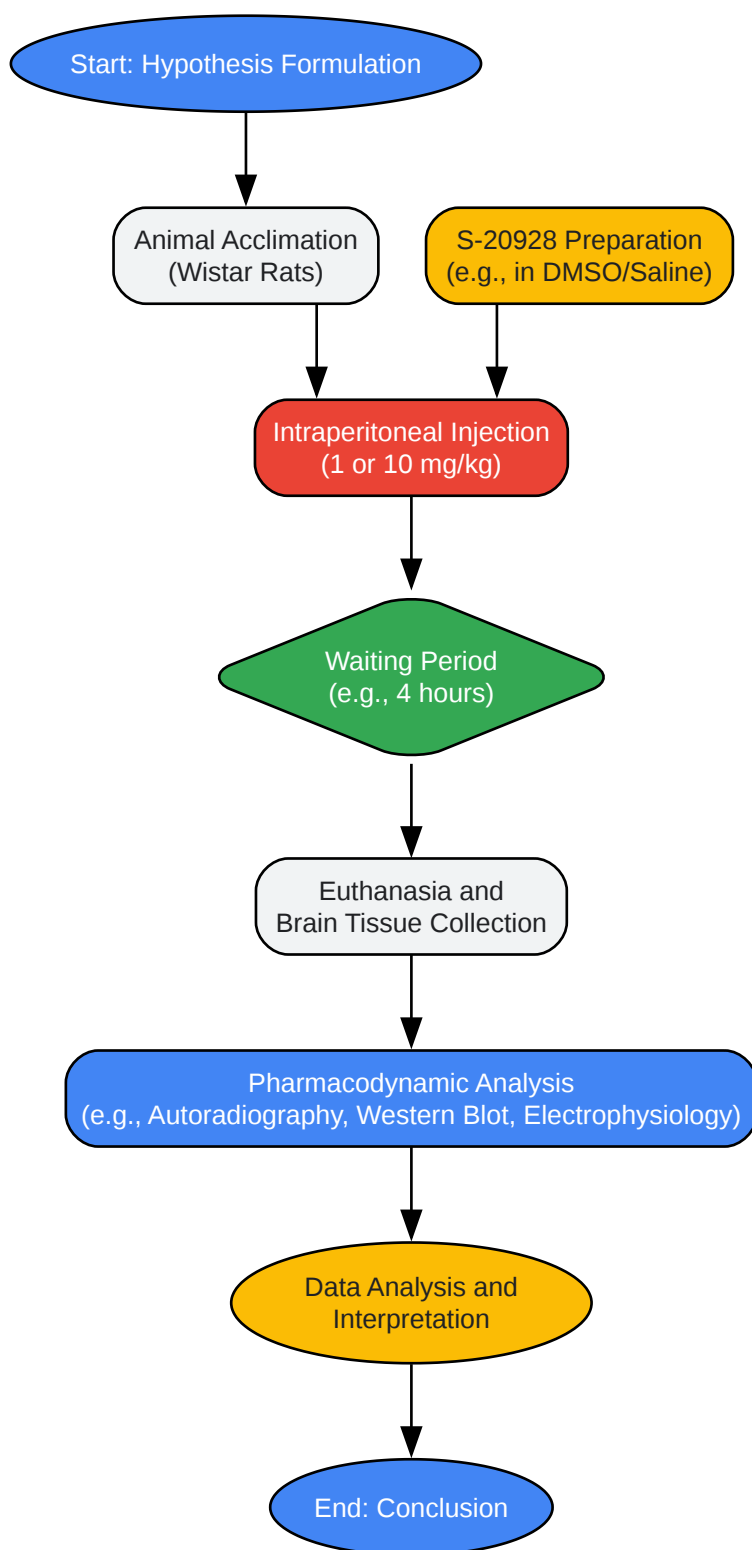 Start: Hypothesis Formulation
Animal Acclimation
(Wistar Rats)
S-20928 Preparation
(e.g., in DMSO/Saline)
Intraperitoneal Injection
(1 or 10 mg/kg)
Waiting Period
(e.g., 4 hours)
Euthanasia and
Brain Tissue Collection
Pharmacodynamic Analysis
(e.g., Autoradiography, Western Blot, Electrophysiology)
Data Analysis and
Interpretation
End: Conclusion